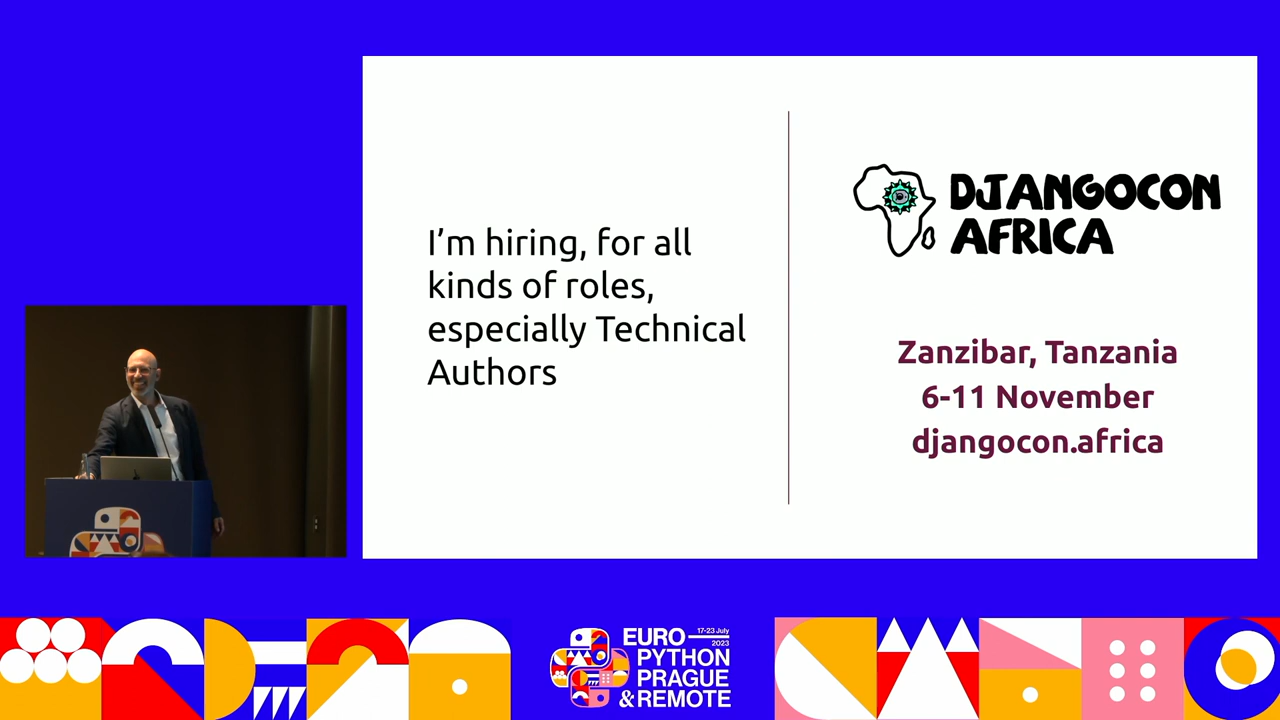 I'm hiring, for all
kinds of roles,
especially Technical
Authors
DJANGOCON
AFRICA
Zanzibar, Tanzania
6-11 November
djangocon.africa
17-23 July
2023
EURO
PYTHON
PRAGUE
& REMOTE